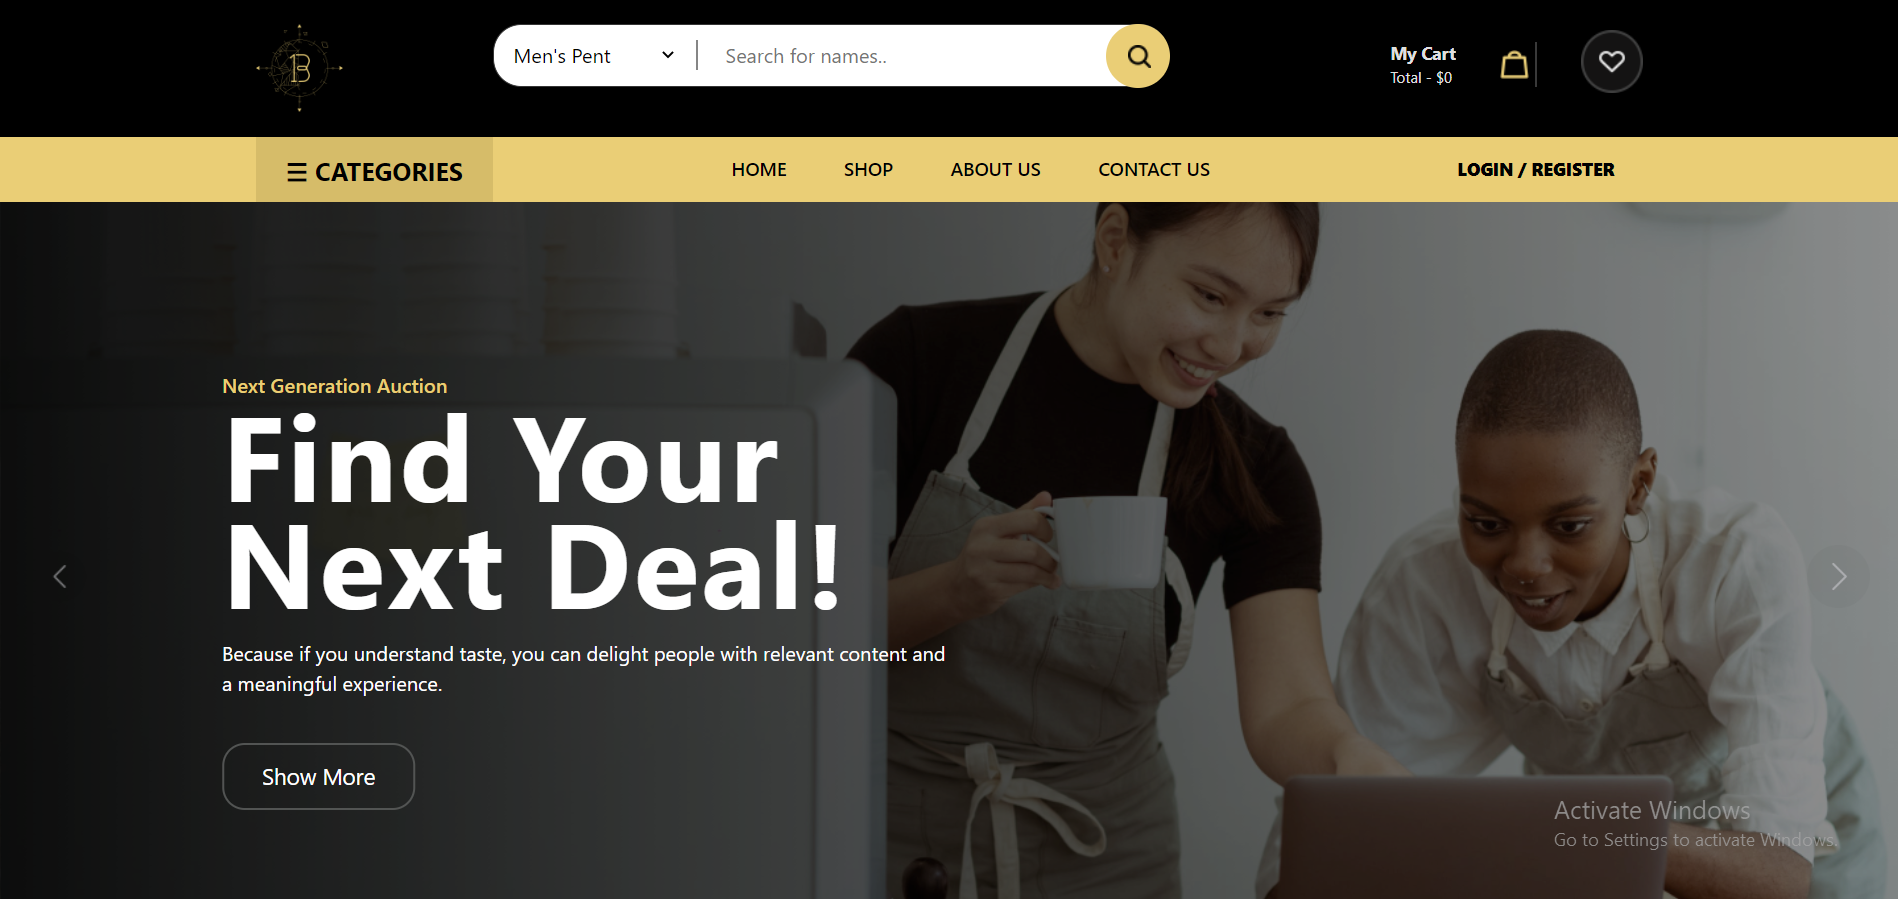 B
Men's Pent
Search for names..
My Cart
Total - $0
☰ CATEGORIES
HOME
SHOP
ABOUT US
CONTACT US
LOGIN / REGISTER
Next Generation Auction
Find Your
Next Deal!
Because if you understand taste, you can delight people with relevant content and
a meaningful experience.
Show More
Activate Windows
Go to Settings to activate Windows.